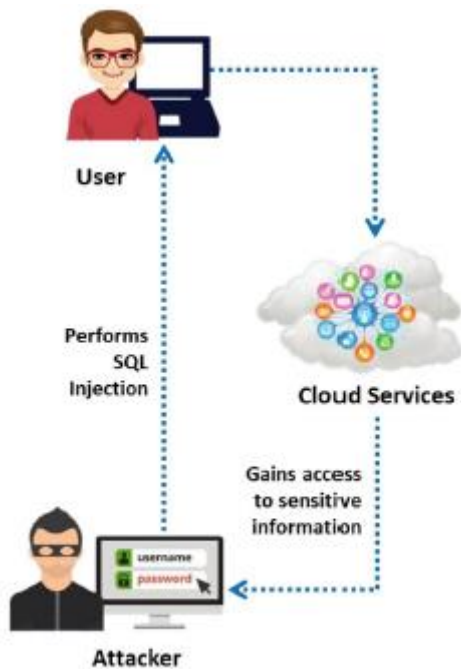 User
Performs
SQL
Injection
Cloud Services
Gains access
to sensitive
information
username
password
Attacker